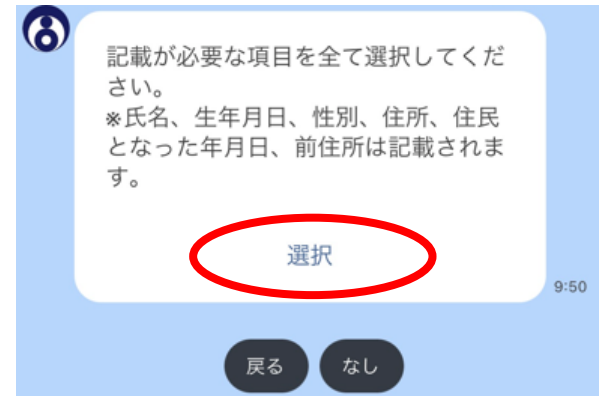 記載が必要な項目を全て選択してくだ
さい。
※氏名、生年月日、性別、住所、住民
となった年月日、前住所は記載されま
す。
選択
9:50
戻る
なし